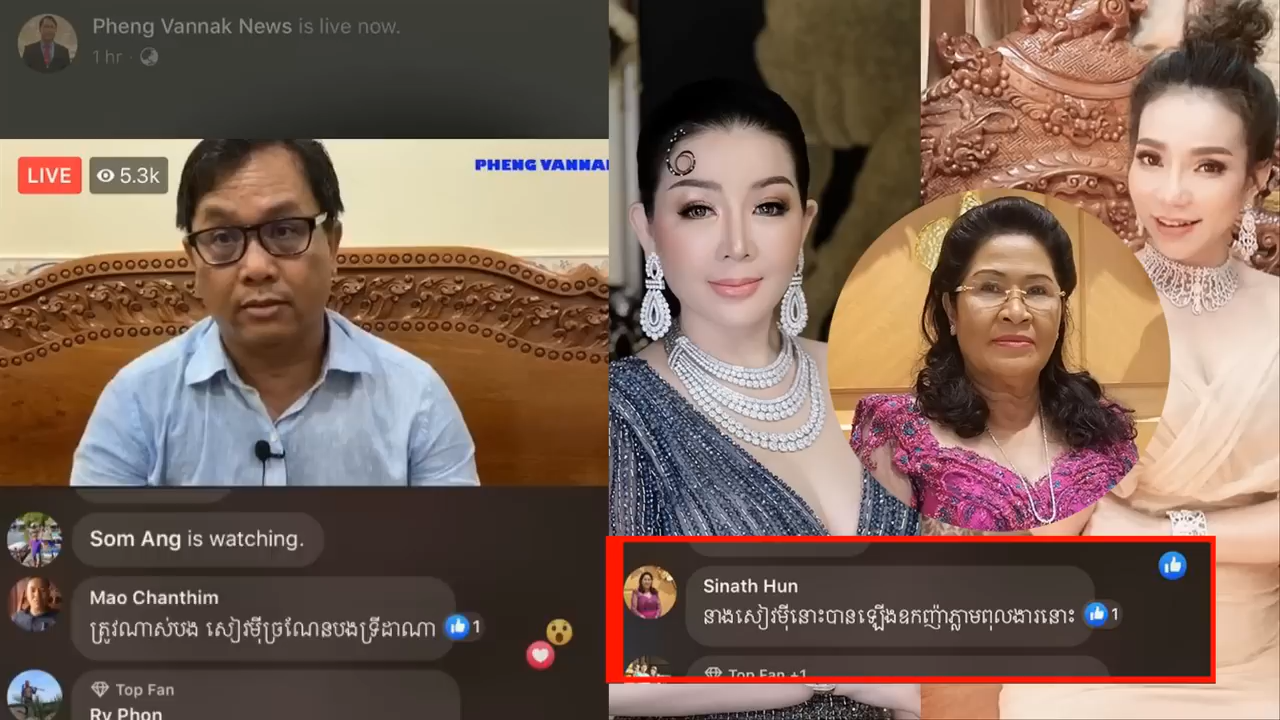 Pheng Vannak News is live now.
1 hr
LIVE
5.3k
PHENG VANNAK
Som Ang is watching.
Mao Chanthim
ត្រូវណាស់បង សៀវម៉ីច្រណែនបងទ្រីដាណា
1
Top Fan
Ry Phon
Sinath Hun
នាងសៀវម៉ីនោះបានឡើងឧកញ៉ាភ្លាមពុលងារនោះ
1
Top Fan +1